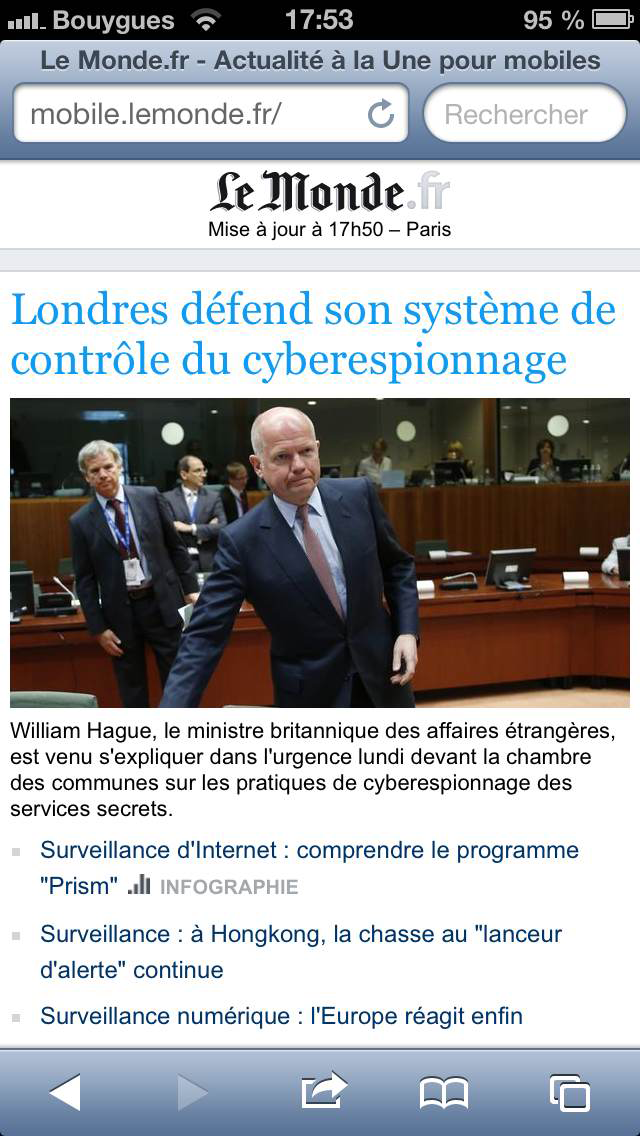 Bouygues 17:53 95 %
Le Monde.fr - Actualité à la Une pour mobiles
mobile.lemonde.fr/ Rechercher
Le Monde.fr
Mise à jour à 17h50 – Paris
Londres défend son système de
contrôle du cyberespionnage
William Hague, le ministre britannique des affaires étrangères,
est venu s'expliquer dans l'urgence lundi devant la chambre
des communes sur les pratiques de cyberespionnage des
services secrets.
Surveillance d'Internet : comprendre le programme
"Prism" INFOGRAPHIE
Surveillance : à Hongkong, la chasse au "lanceur
d'alerte" continue
Surveillance numérique : l'Europe réagit enfin